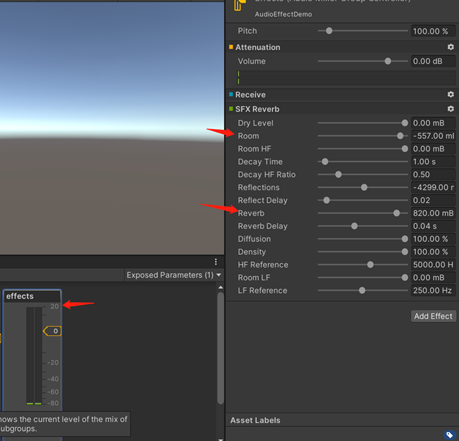 AudioEffectDemo
Pitch 100.00 %
Attenuation
Volume 0.00 dB
Receive
SFX Reverb
Dry Level 0.00 mB
Room -557.00 ml
Room HF 0.00 mB
Decay Time 1.00 s
Decay HF Ratio 0.50
Reflections -4299.00 r
Reflect Delay 0.02
Reverb 820.00 mB
Reverb Delay 0.04 s
Diffusion 100.00 %
Density 100.00 %
HF Reference 5000.00 H
Room LF 0.00 mB
LF Reference 250.00 Hz
Add Effect
Asset Labels
Exposed Parameters (1)
effects
20
0
-20
-40
-60
-80
hows the current level of the mix of
ubgroups.